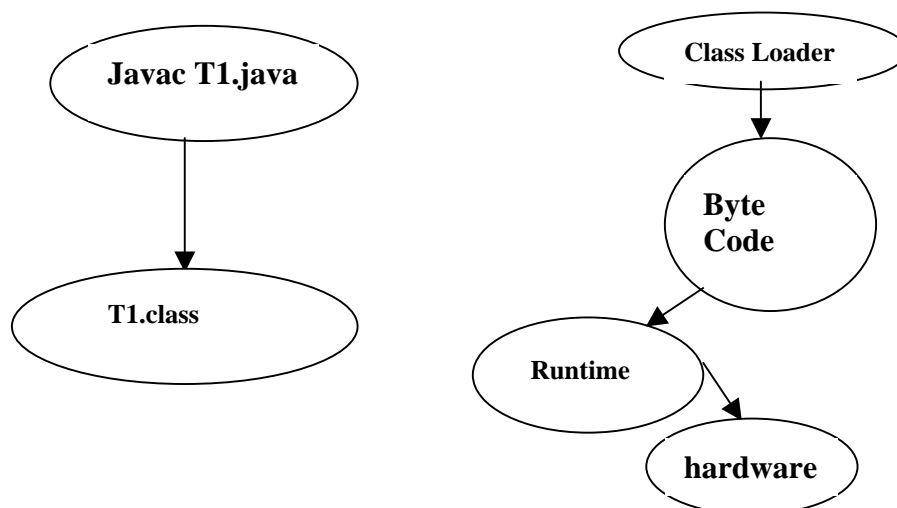 Javac T1.java
T1.class
Class Loader
Byte
Code
Runtime
hardware